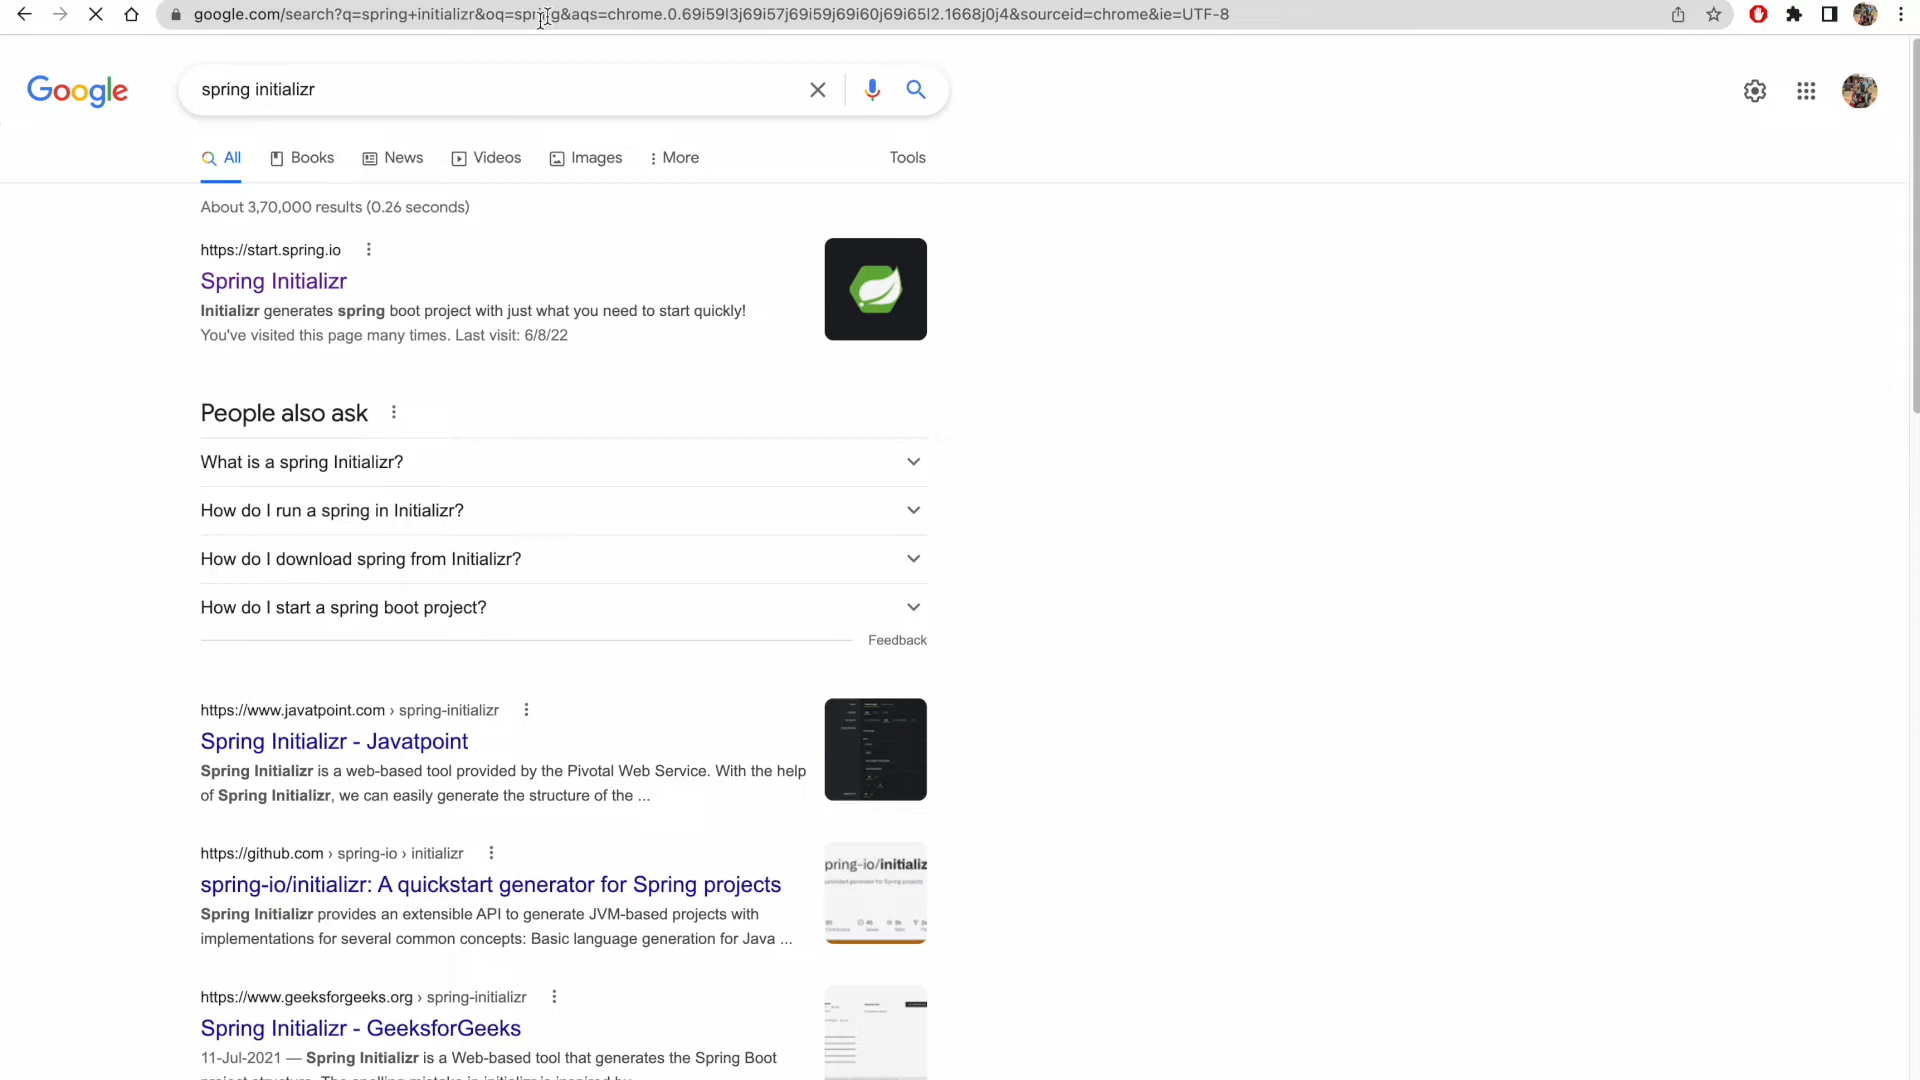 google.com/search?q=spring+initializr&oq=spring&aqs=chrome.0.69i59l3j69i57j69i59j69i60j69i65l2.1668j0j4&sourceid=chrome&ie=UTF-8
Google
spring initializr
All Books News Videos Images More Tools
About 3,70,000 results (0.26 seconds)
https://start.spring.io
Spring Initializr
Initializr generates spring boot project with just what you need to start quickly!
You've visited this page many times. Last visit: 6/8/22
People also ask
What is a spring Initializr?
How do I run a spring in Initializr?
How do I download spring from Initializr?
How do I start a spring boot project?
Feedback
https://www.javatpoint.com › spring-initializr
Spring Initializr - Javatpoint
Spring Initializr is a web-based tool provided by the Pivotal Web Service. With the help
of Spring Initializr, we can easily generate the structure of the ...
https://github.com › spring-io › initializr
spring-io/initializr: A quickstart generator for Spring projects
pring-io/initializ
Spring Initializr provides an extensible API to generate JVM-based projects with
implementations for several common concepts: Basic language generation for Java ...
https://www.geeksforgeeks.org › spring-initializr
Spring Initializr - GeeksforGeeks
11-Jul-2021 — Spring Initializr is a Web-based tool that generates the Spring Boot